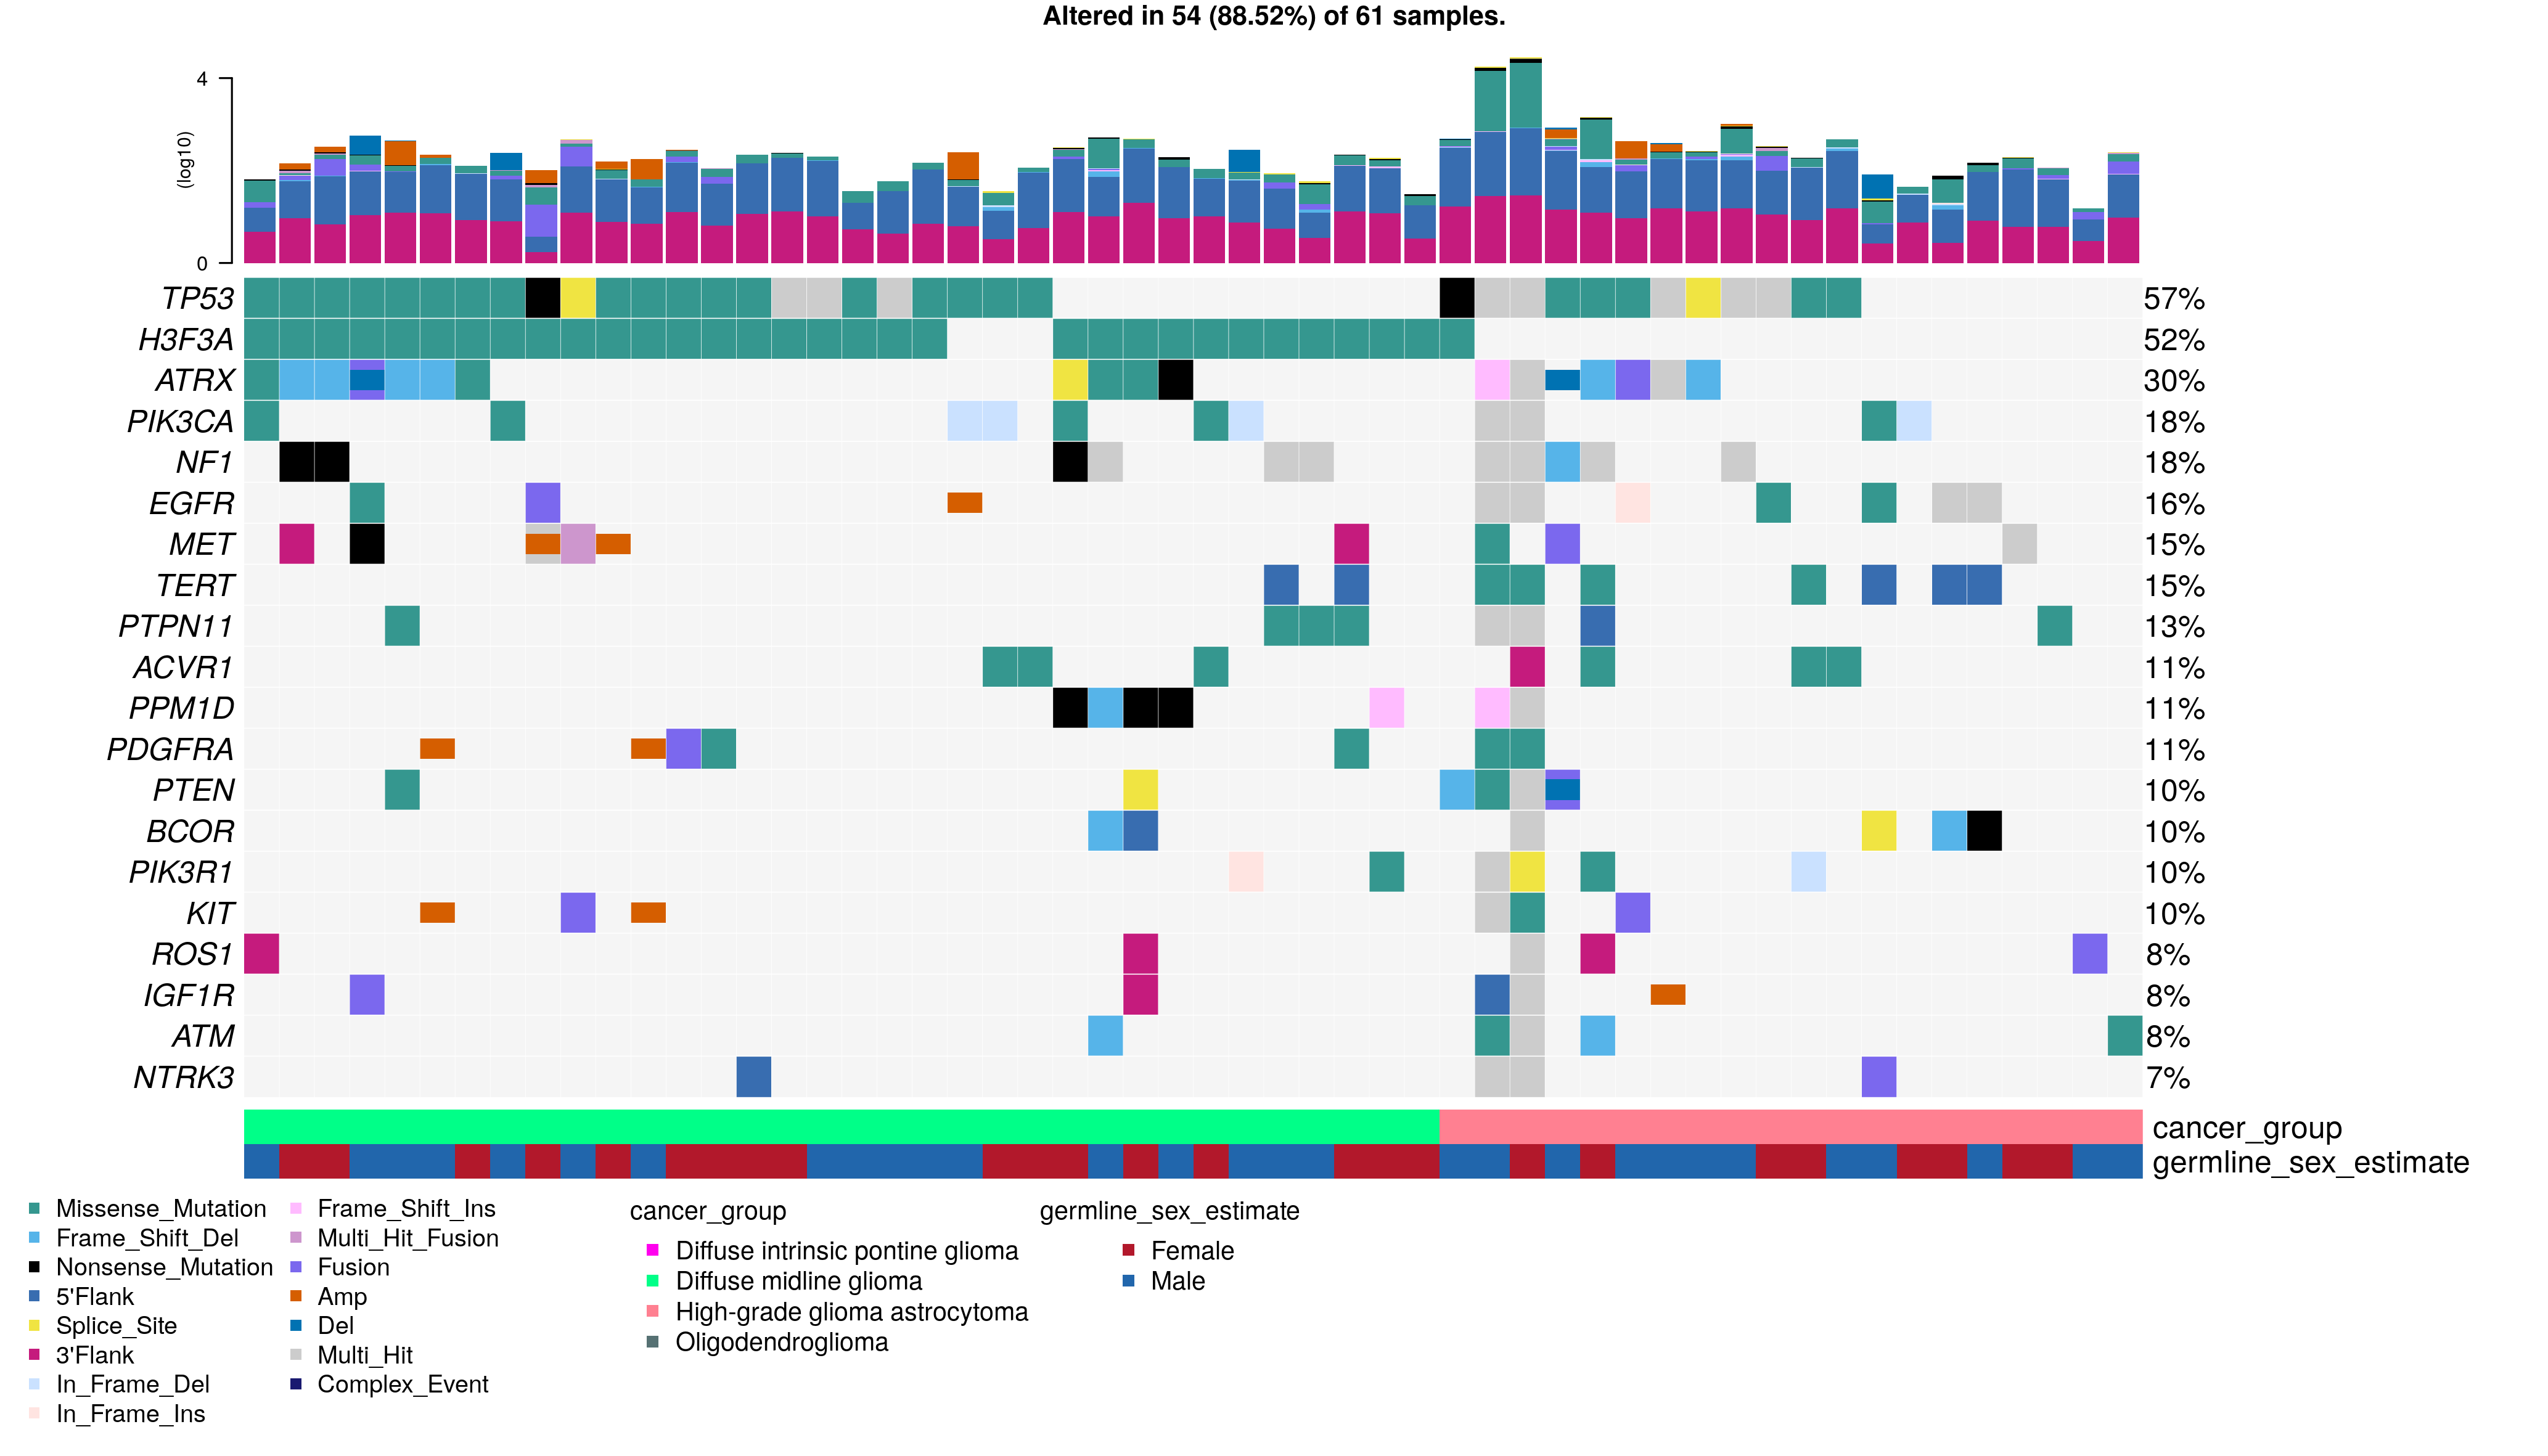 Altered in 54 (88.52%) of 61 samples.
4
(log10)
0
TP53 57%
H3F3A 52%
ATRX 30%
PIK3CA 18%
NF1 18%
EGFR 16%
MET 15%
TERT 15%
PTPN11 13%
ACVR1 11%
PPM1D 11%
PDGFRA 11%
PTEN 10%
BCOR 10%
PIK3R1 10%
KIT 10%
ROS1 8%
IGF1R 8%
ATM 8%
NTRK3 7%
cancer_group
germline_sex_estimate
Missense_Mutation
Frame_Shift_Del
Nonsense_Mutation
5'Flank
Splice_Site
3'Flank
In_Frame_Del
In_Frame_Ins
Frame_Shift_Ins
Multi_Hit_Fusion
Fusion
Amp
Del
Multi_Hit
Complex_Event
cancer_group
Diffuse intrinsic pontine glioma
Diffuse midline glioma
High-grade glioma astrocytoma
Oligodendroglioma
germline_sex_estimate
Female
Male